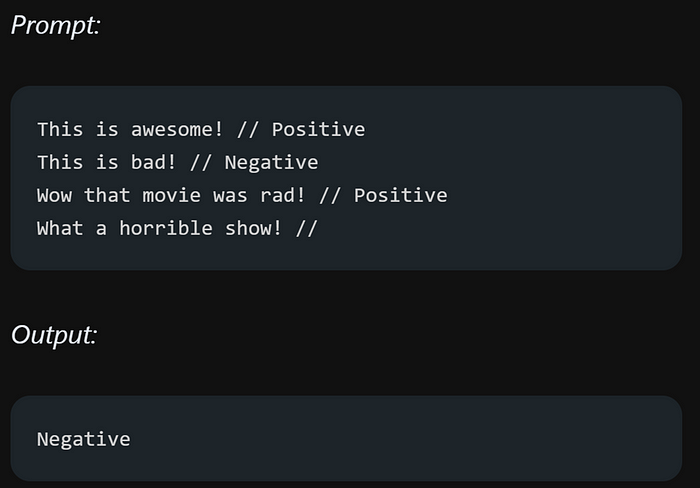 Prompt:
This is awesome! // Positive
This is bad! // Negative
Wow that movie was rad! // Positive
What a horrible show! //
Output:
Negative